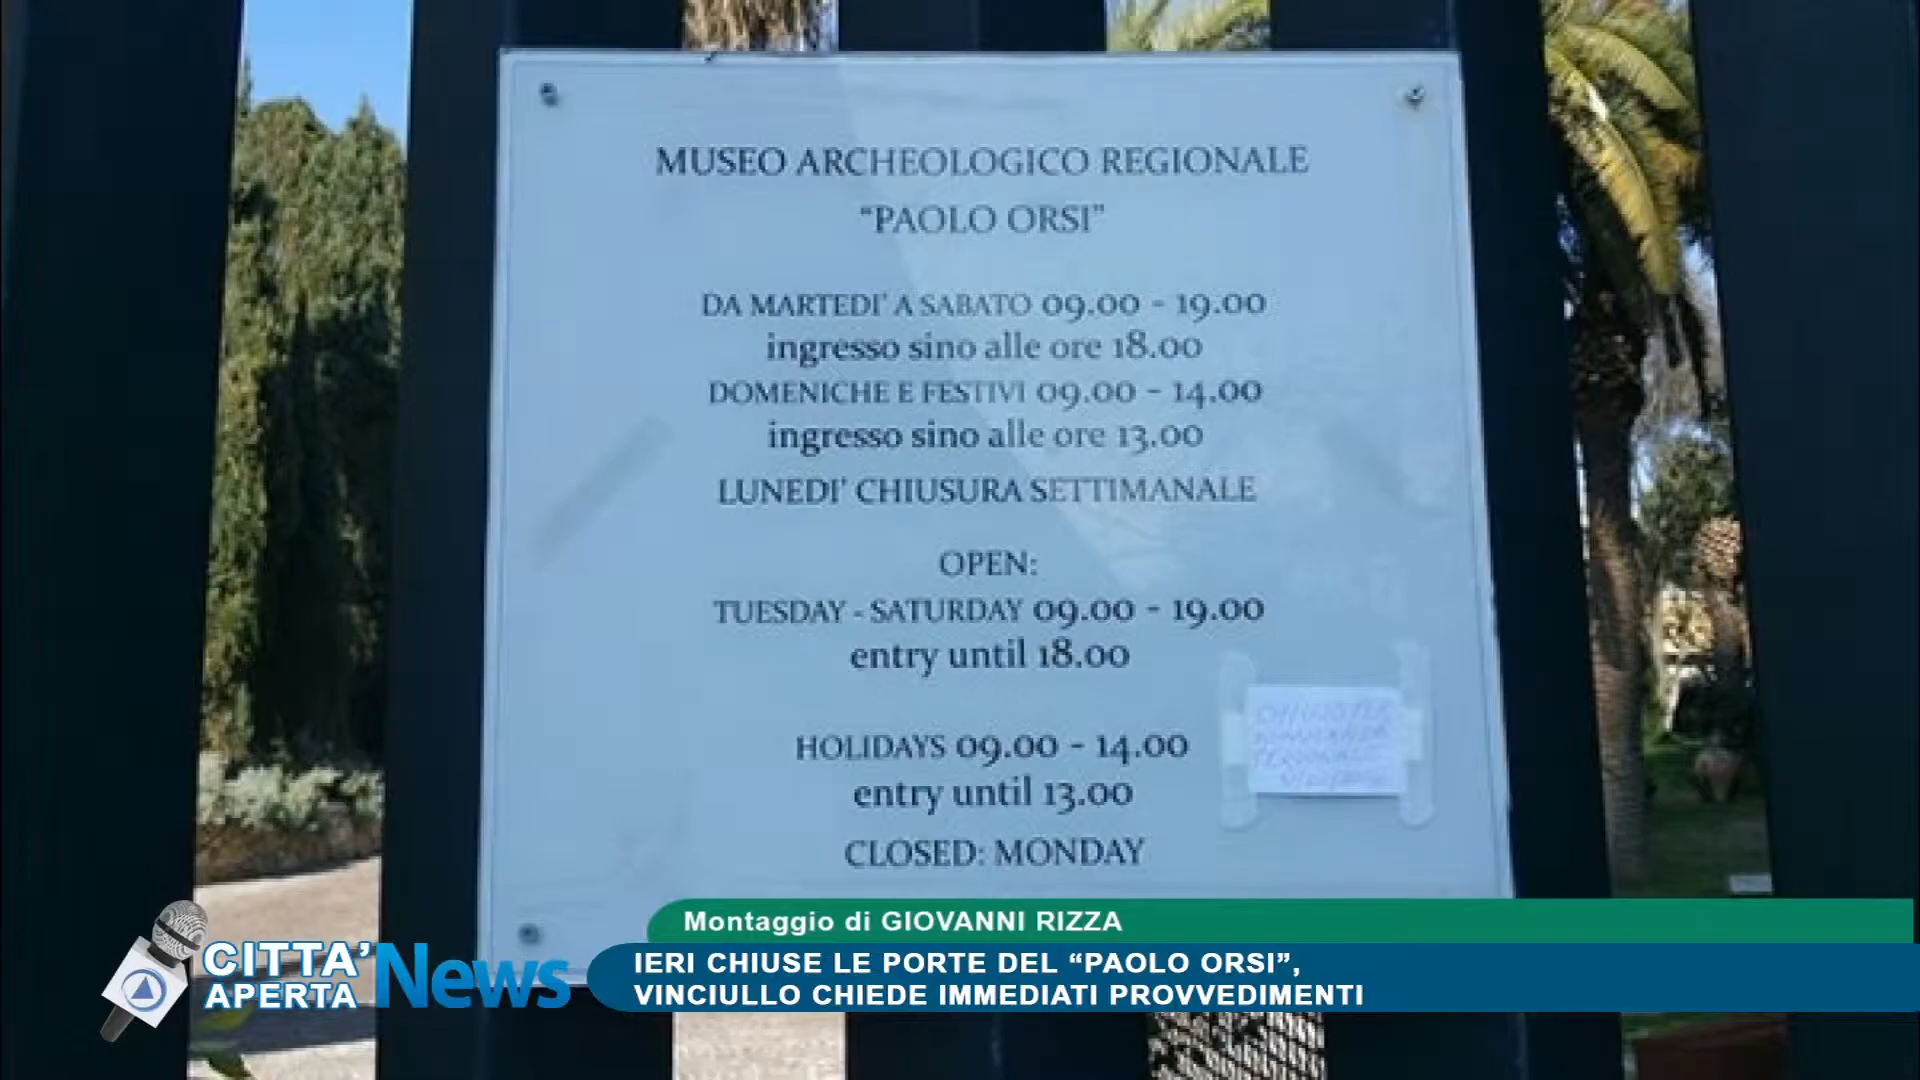 MUSEO ARCHEOLOGICO REGIONALE
“PAOLO ORSI”
DA MARTEDI’ A SABATO 09.00 - 19.00
ingresso sino alle ore 18.00
DOMENICHE E FESTIVI 09.00 - 14.00
ingresso sino alle ore 13.00
LUNEDI’ CHIUSURA SETTIMANALE
OPEN:
TUESDAY - SATURDAY 09.00 - 19.00
entry until 18.00
HOLIDAYS 09.00 - 14.00
entry until 13.00
CLOSED: MONDAY
Montaggio di GIOVANNI RIZZA
CITTA’
APERTA News
IERI CHIUSE LE PORTE DEL “PAOLO ORSI”,
VINCIULLO CHIEDE IMMEDIATI PROVVEDIMENTI